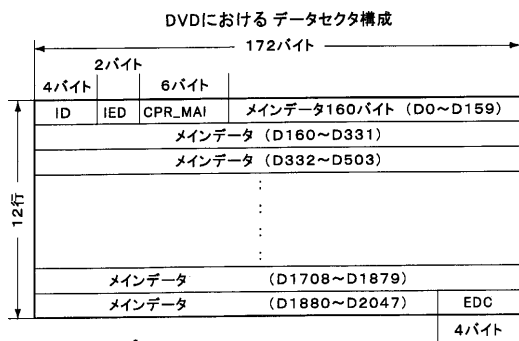 DVDにおける データセクタ構成
172バイト
2バイト
4バイト 6バイト
ID IED CPR_MAI メインデータ160バイト (D0〜D159)
メインデータ (D160〜D331)
メインデータ (D332〜D503)
12行
メインデータ (D1708〜D1879)
メインデータ (D1880〜D2047) EDC
4バイト